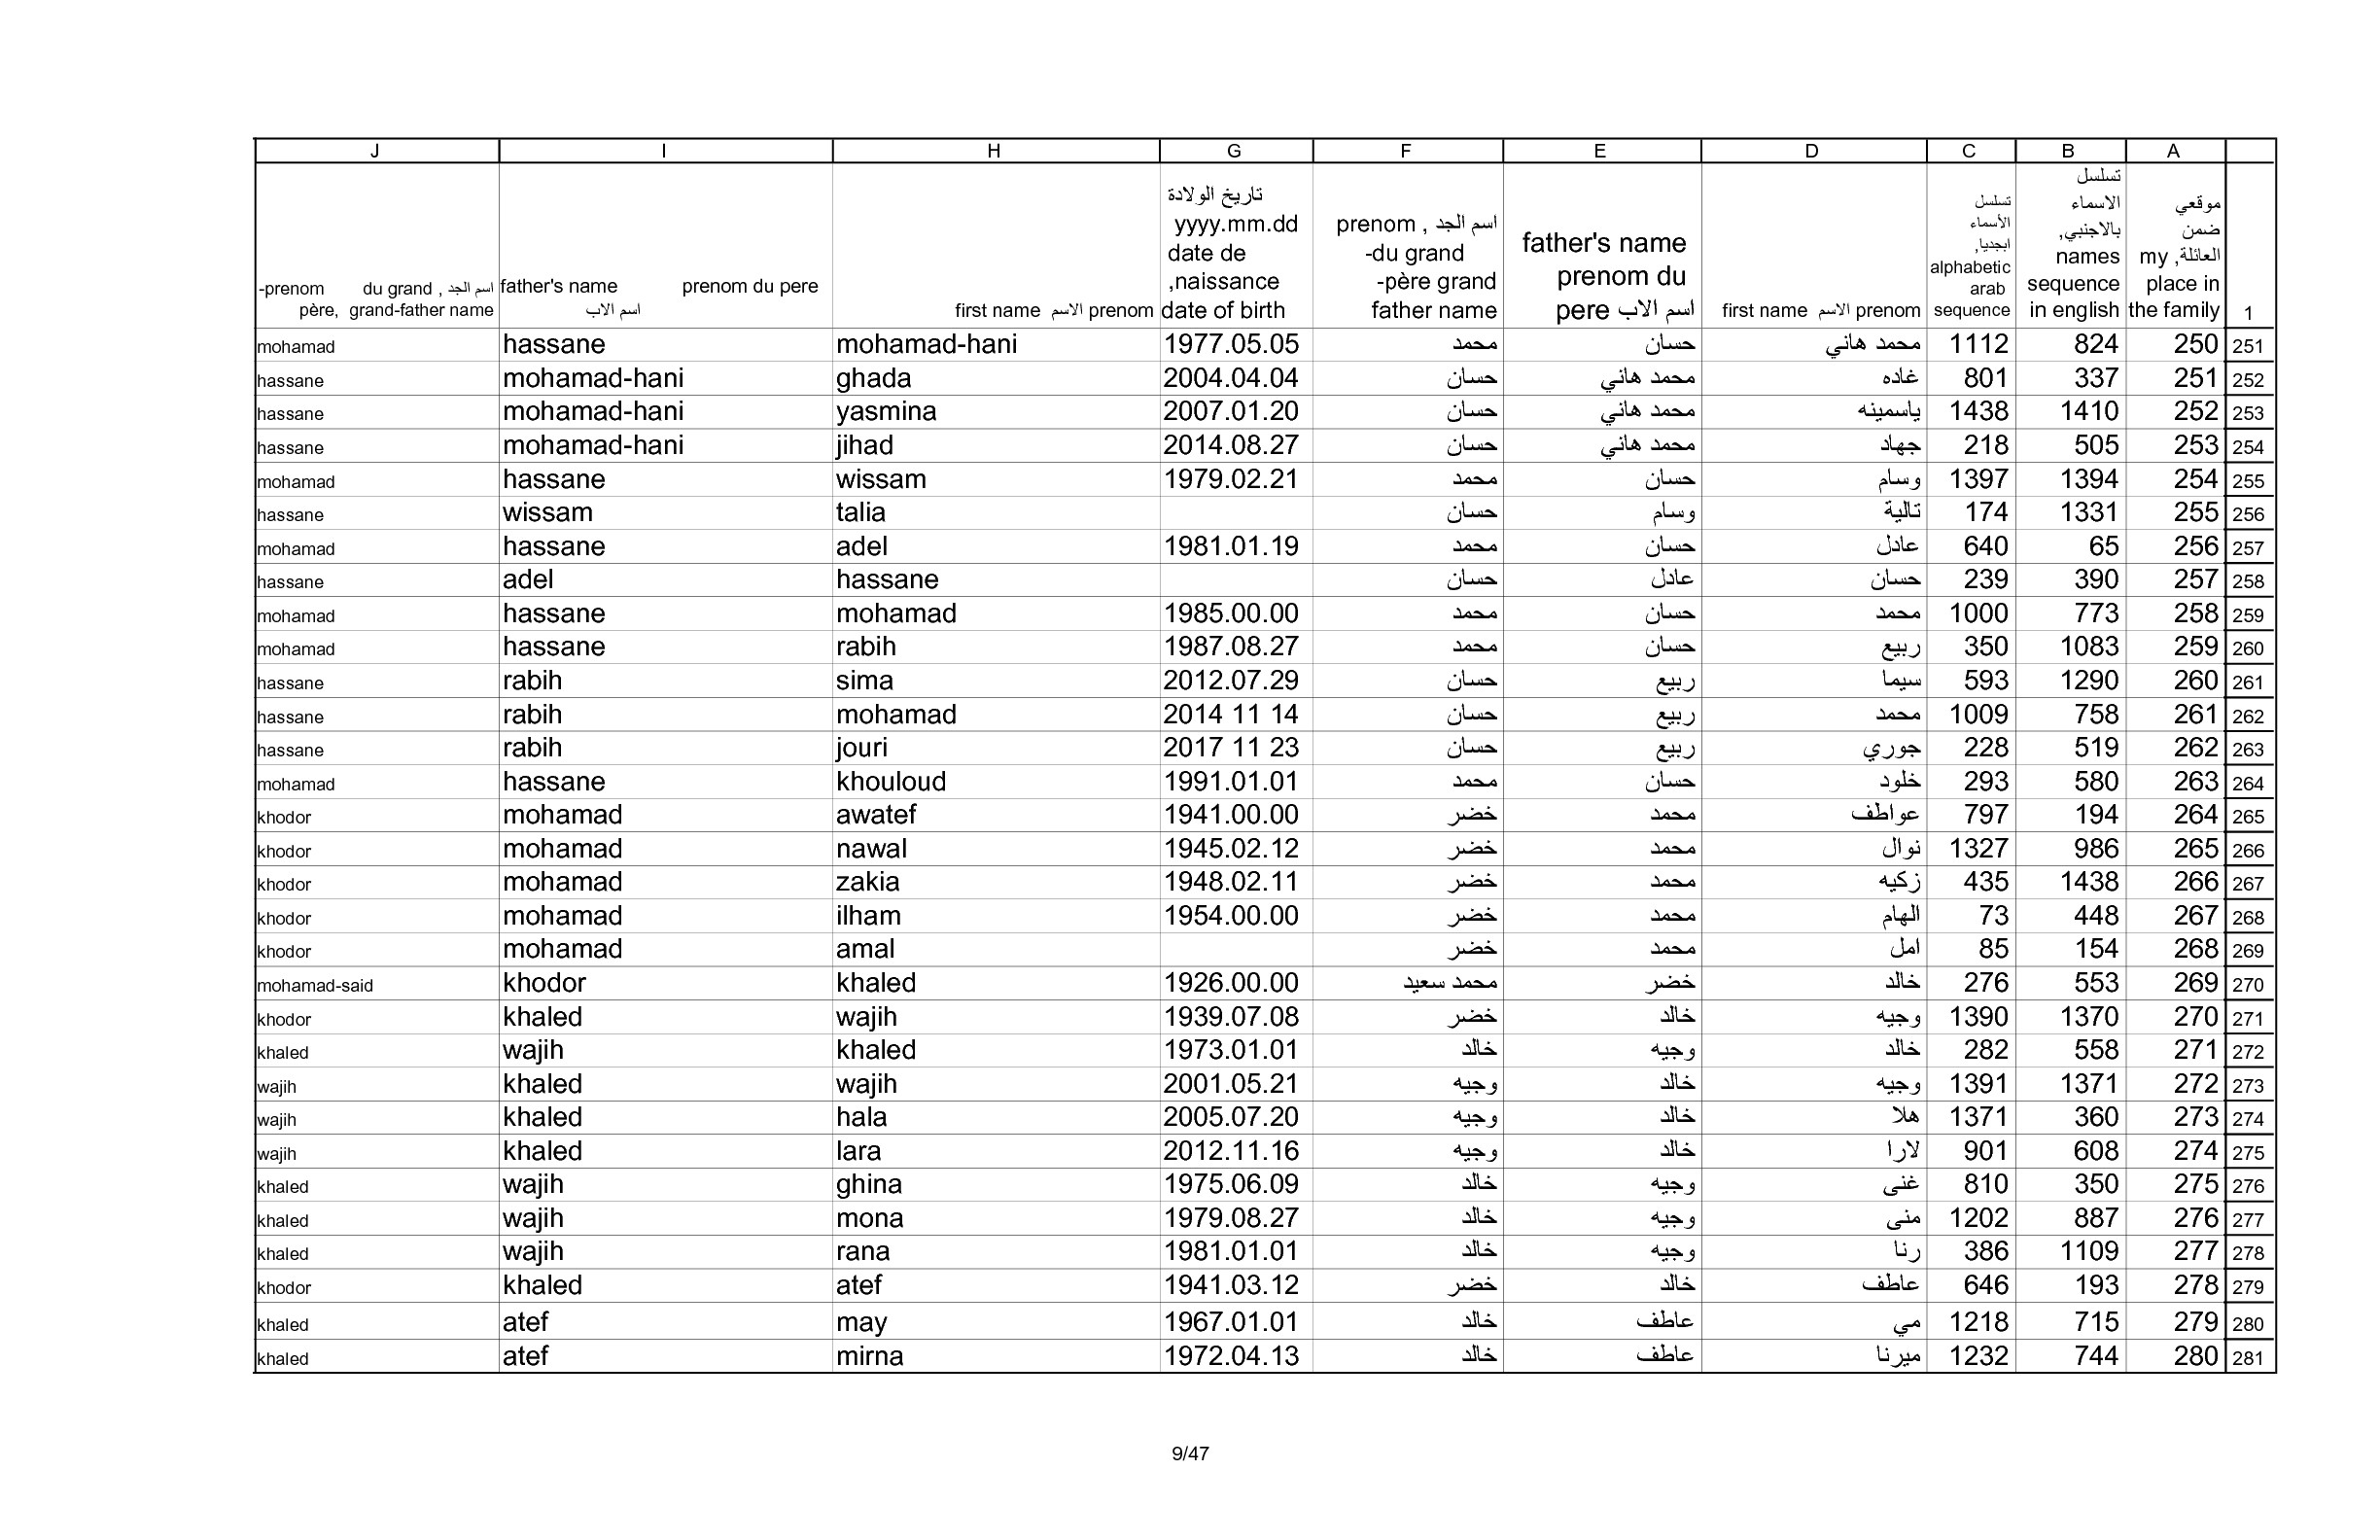 J I H G F E D C B A
-prenom du grand , اسم الجد père, grand-father name
father's name prenom du pere اسم الاب
first name الاسم prenom
تاريخ الولادة yyyy.mm.dd date de ,naissance date of birth
prenom , اسم الجد -du grand -père grand father name
father's name prenom du pere اسم الاب
first name الاسم prenom
تسلسل الأسماء ابجديا, alphabetic arab sequence
تسلسل الاسماء بالاجنبي, names sequence in english
موقعي ضمن العائلة, my place in the family
1
mohamad hassane mohamad-hani 1977.05.05 محمد حسان محمد هاني 1112 824 250 251
hassane mohamad-hani ghada 2004.04.04 حسان محمد هاني غاده 801 337 251 252
hassane mohamad-hani yasmina 2007.01.20 حسان محمد هاني ياسمينه 1438 1410 252 253
hassane mohamad-hani jihad 2014.08.27 حسان محمد هاني جهاد 218 505 253 254
mohamad hassane wissam 1979.02.21 محمد حسان وسام 1397 1394 254 255
hassane wissam talia حسان وسام تالية 174 1331 255 256
mohamad hassane adel 1981.01.19 محمد حسان عادل 640 65 256 257
hassane adel hassane حسان عادل حسان 239 390 257 258
mohamad hassane mohamad 1985.00.00 محمد حسان محمد 1000 773 258 259
mohamad hassane rabih 1987.08.27 محمد حسان ربيع 350 1083 259 260
hassane rabih sima 2012.07.29 حسان ربيع سيما 593 1290 260 261
hassane rabih mohamad 2014 11 14 حسان ربيع محمد 1009 758 261 262
hassane rabih jouri 2017 11 23 حسان ربيع جوري 228 519 262 263
mohamad hassane khouloud 1991.01.01 محمد حسان خلود 293 580 263 264
khodor mohamad awatef 1941.00.00 خضر محمد عواطف 797 194 264 265
khodor mohamad nawal 1945.02.12 خضر محمد نوال 1327 986 265 266
khodor mohamad zakia 1948.02.11 خضر محمد زكيه 435 1438 266 267
khodor mohamad ilham 1954.00.00 خضر محمد الهام 73 448 267 268
khodor mohamad amal خضر محمد امل 85 154 268 269
mohamad-said khodor khaled 1926.00.00 محمد سعيد خضر خالد 276 553 269 270
khodor khaled wajih 1939.07.08 خضر خالد وجيه 1390 1370 270 271
khaled wajih khaled 1973.01.01 خالد وجيه خالد 282 558 271 272
wajih khaled wajih 2001.05.21 وجيه خالد وجيه 1391 1371 272 273
wajih khaled hala 2005.07.20 وجيه خالد هلا 1371 360 273 274
wajih khaled lara 2012.11.16 وجيه خالد لارا 901 608 274 275
khaled wajih ghina 1975.06.09 خالد وجيه غنى 810 350 275 276
khaled wajih mona 1979.08.27 خالد وجيه منى 1202 887 276 277
khaled wajih rana 1981.01.01 خالد وجيه رنا 386 1109 277 278
khodor khaled atef 1941.03.12 خضر خالد عاطف 646 193 278 279
khaled atef may 1967.01.01 خالد عاطف مي 1218 715 279 280
khaled atef mirna 1972.04.13 خالد عاطف ميرنا 1232 744 280 281
9/47